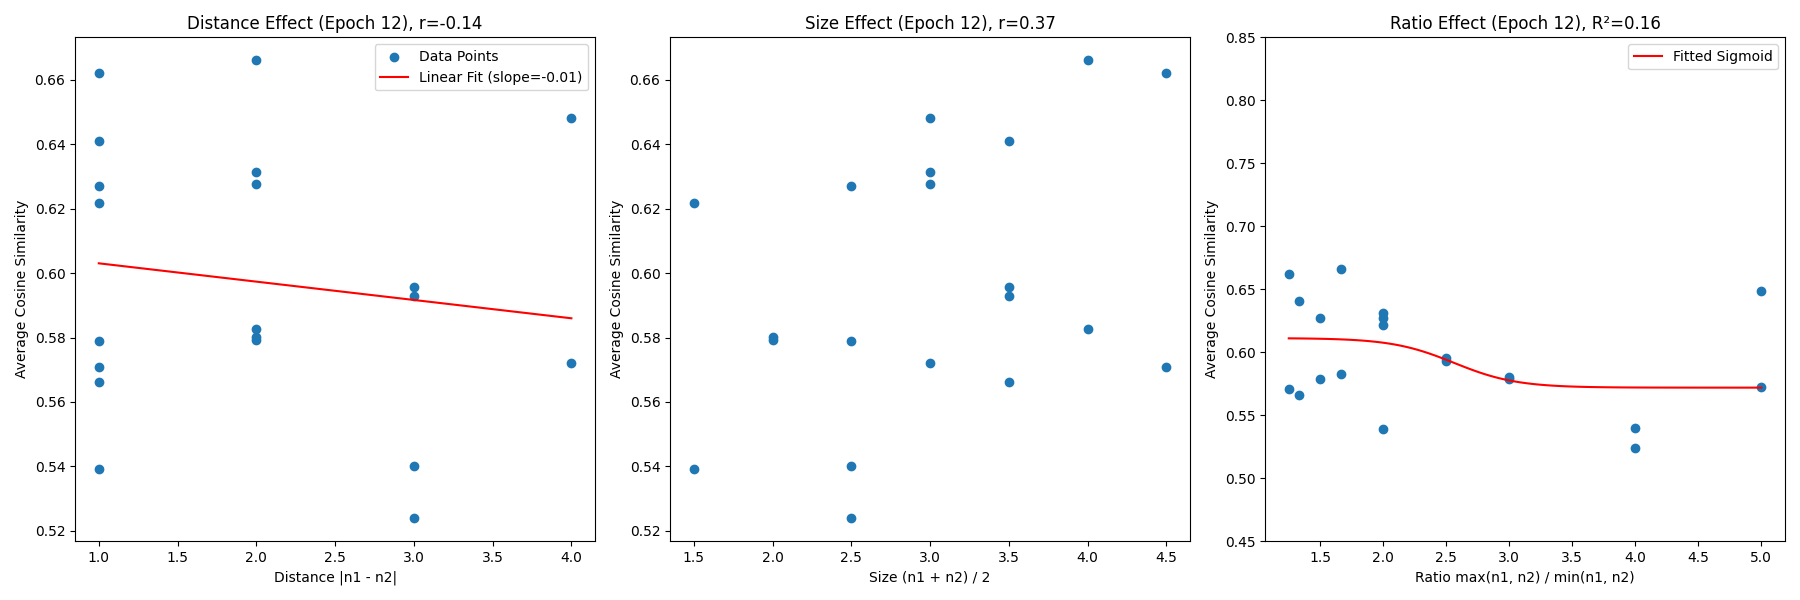 Distance Effect (Epoch 12), r=-0.14
Data Points
Linear Fit (slope=-0.01)
0.66
0.64
0.62
0.60
0.58
0.56
0.54
0.52
Average Cosine Similarity
1.0 1.5 2.0 2.5 3.0 3.5 4.0
Distance |n1 - n2|
Size Effect (Epoch 12), r=0.37
0.66
0.64
0.62
0.60
0.58
0.56
0.54
0.52
Average Cosine Similarity
1.5 2.0 2.5 3.0 3.5 4.0 4.5
Size (n1 + n2) / 2
Ratio Effect (Epoch 12), R²=0.16
Fitted Sigmoid
0.85
0.80
0.75
0.70
0.65
0.60
0.55
0.50
0.45
Average Cosine Similarity
1.5 2.0 2.5 3.0 3.5 4.0 4.5 5.0
Ratio max(n1, n2) / min(n1, n2)